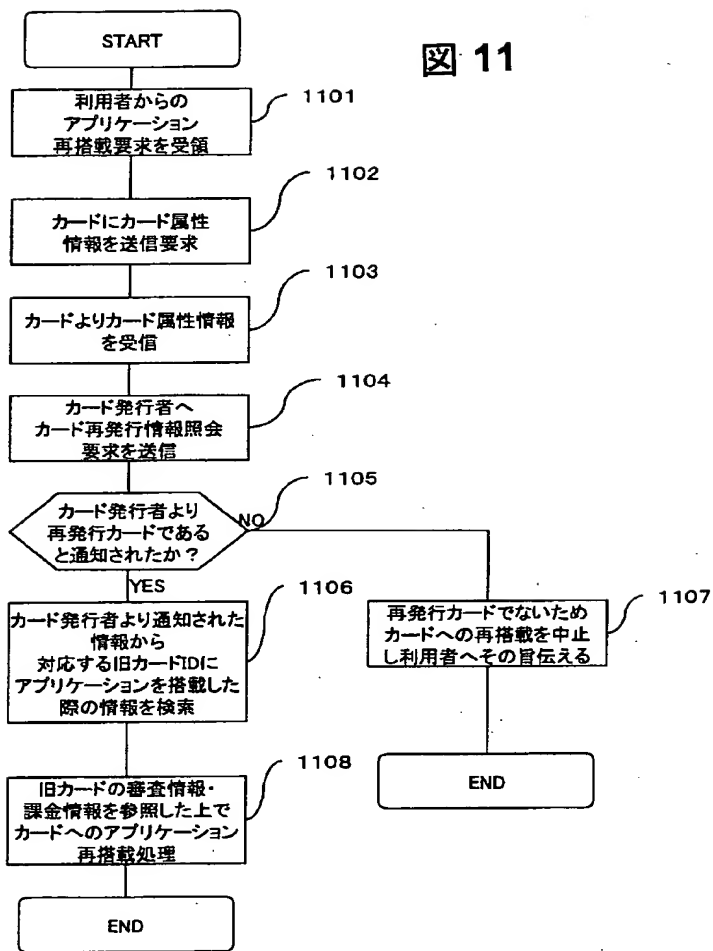 START
図 11
1101
利用者からの
アプリケーション
再搭載要求を受領
1102
カードにカード属性
情報を送信要求
1103
カードよりカード属性情報
を受信
1104
カード発行者へ
カード再発行情報照会
要求を送信
1105
カード発行者より
再発行カードである
と通知されたか？
NO
YES
1106
カード発行者より通知された
情報から
対応する旧カードIDに
アプリケーションを搭載した
際の情報を検索
1107
再発行カードでないため
カードへの再搭載を中止
し利用者へその旨伝える
END
1108
旧カードの審査情報・
課金情報を参照した上で
カードへのアプリケーション
再搭載処理
END